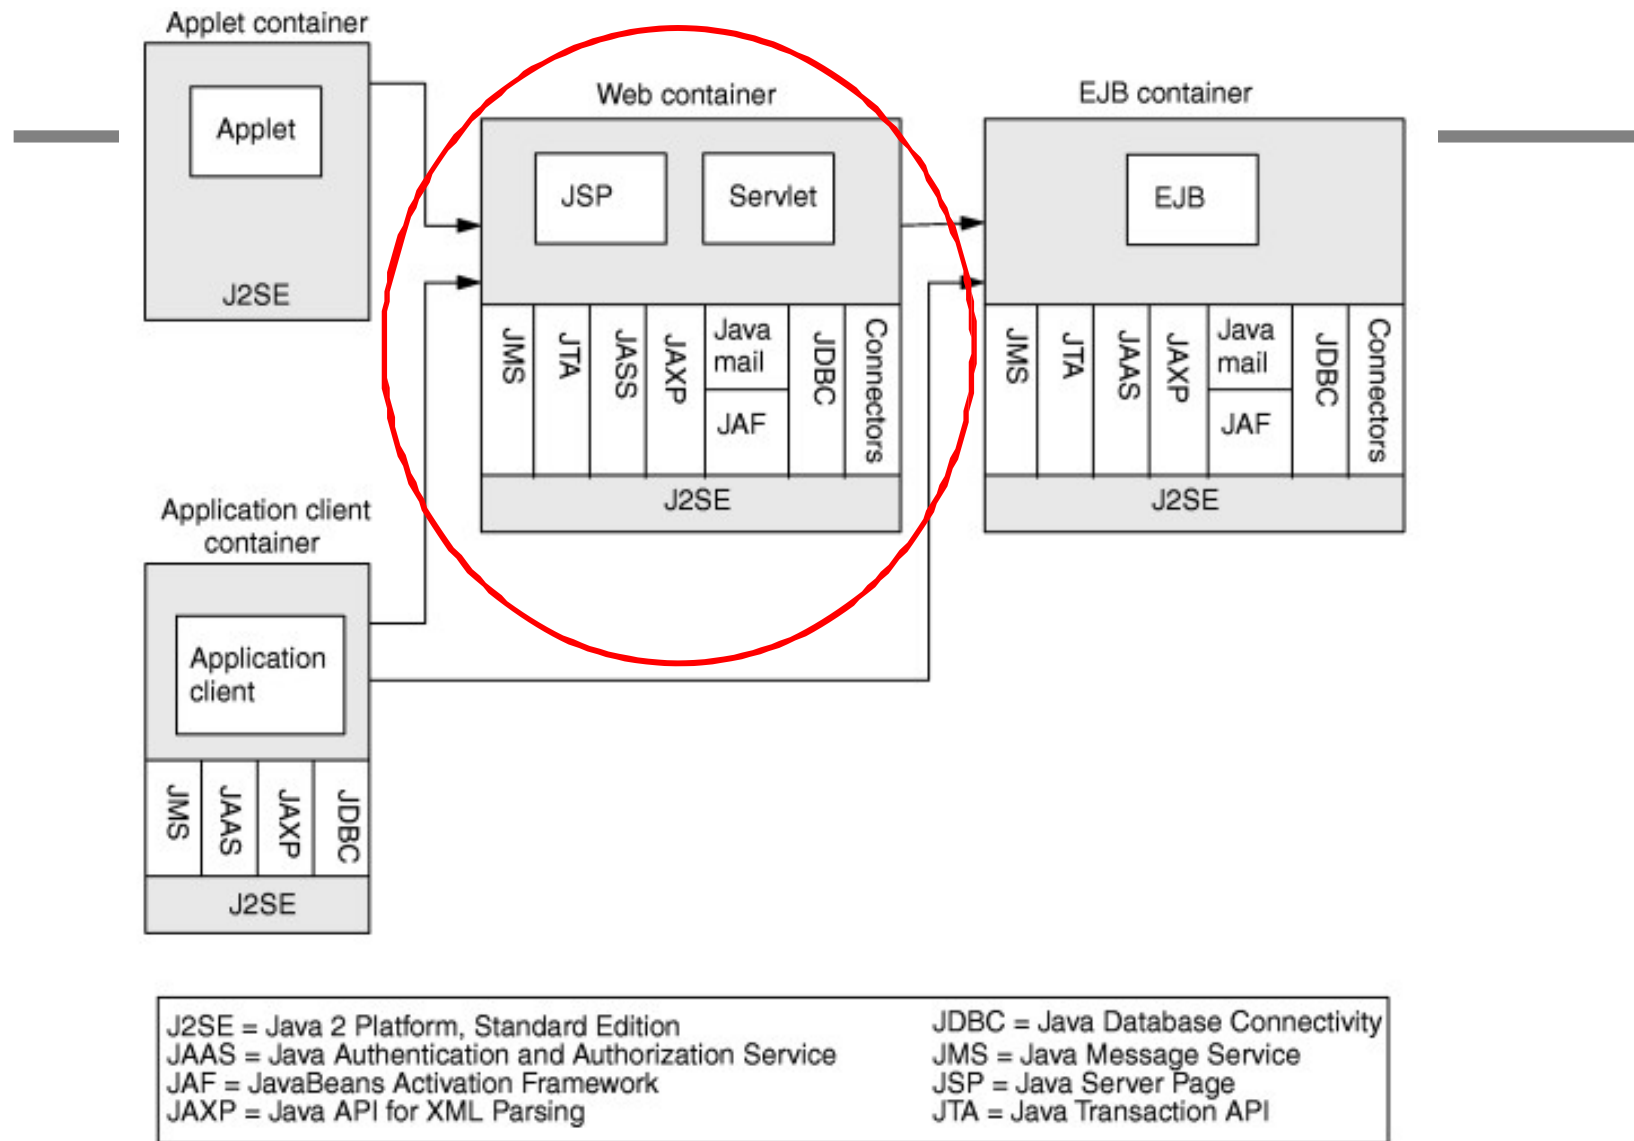 Applet container
Applet
J2SE
Web container
JSP
Servlet
JMS
JTA
JASS
JAXP
Java
mail
JAF
JDBC
Connectors
J2SE
EJB container
EJB
JMS
JTA
JAAS
JAXP
Java
mail
JAF
JDBC
Connectors
J2SE
Application client
container
Application
client
JMS
JAAS
JAXP
JDBC
J2SE
J2SE = Java 2 Platform, Standard Edition
JAAS = Java Authentication and Authorization Service
JAF = JavaBeans Activation Framework
JAXP = Java API for XML Parsing
JDBC = Java Database Connectivity
JMS = Java Message Service
JSP = Java Server Page
JTA = Java Transaction API